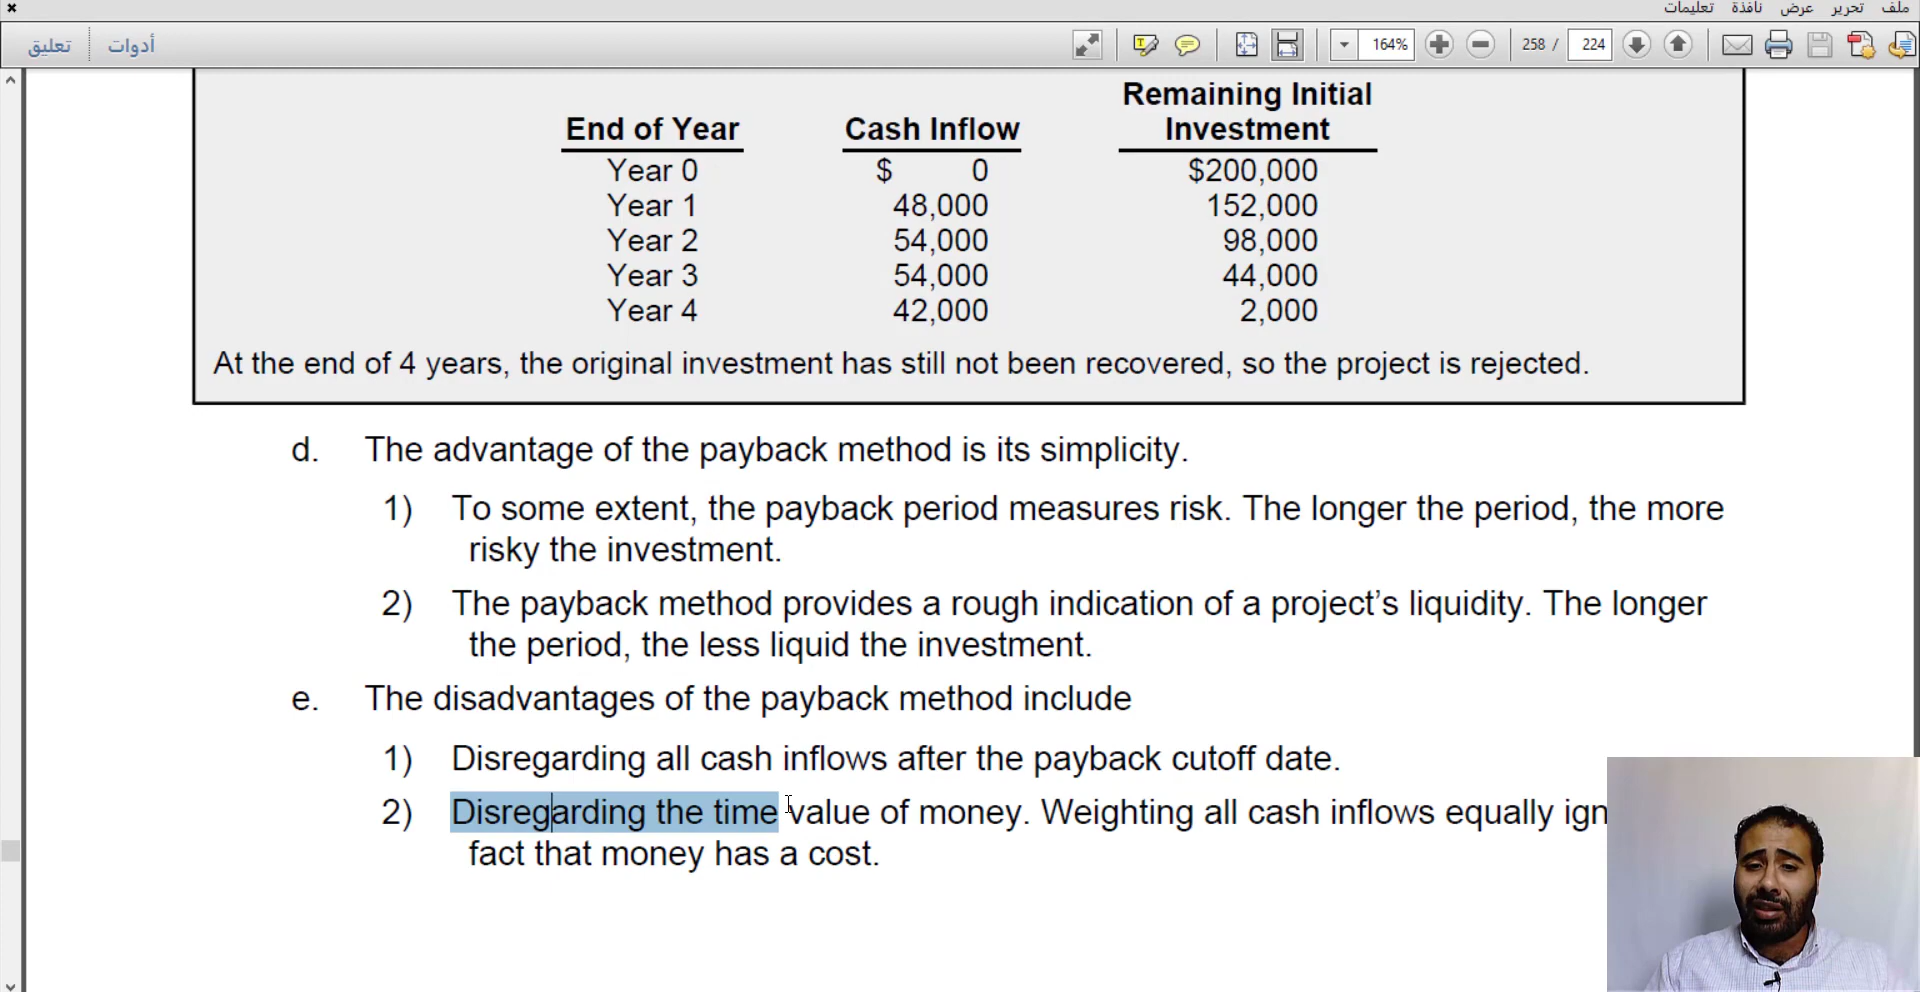 ملف تحرير عرض نافذة تعليمات
أدوات تعليق
224 / 258 164%
Remaining Initial
End of Year Cash Inflow Investment
Year 0 $ 0 $200,000
Year 1 48,000 152,000
Year 2 54,000 98,000
Year 3 54,000 44,000
Year 4 42,000 2,000
At the end of 4 years, the original investment has still not been recovered, so the project is rejected.
d. The advantage of the payback method is its simplicity.
1) To some extent, the payback period measures risk. The longer the period, the more
risky the investment.
2) The payback method provides a rough indication of a project's liquidity. The longer
the period, the less liquid the investment.
e. The disadvantages of the payback method include
1) Disregarding all cash inflows after the payback cutoff date.
2) Disregarding the time value of money. Weighting all cash inflows equally ign
fact that money has a cost.